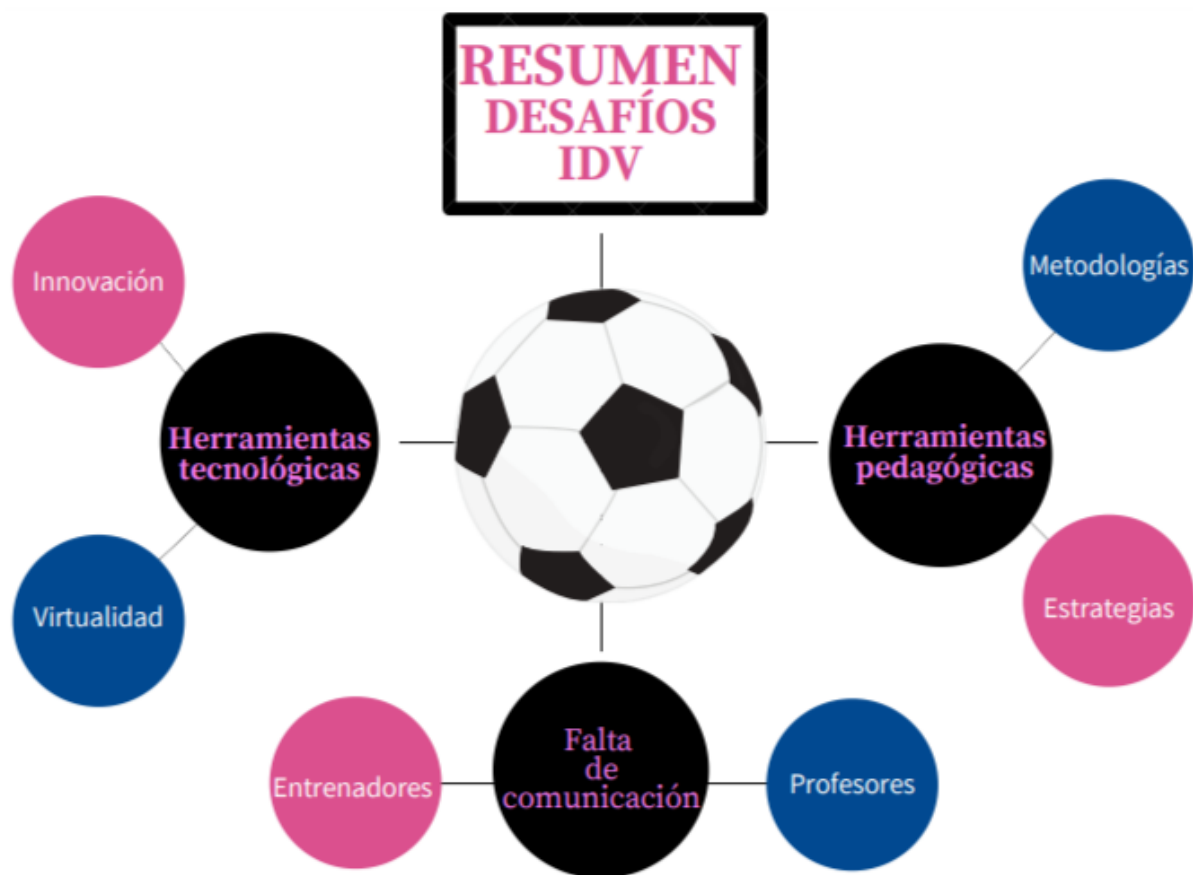 RESUMEN
DESAFÍOS
IDV
Innovación
Herramientas
tecnológicas
Virtualidad
Metodologías
Herramientas
pedagógicas
Estrategias
Entrenadores
Falta
de
comunicación
Profesores